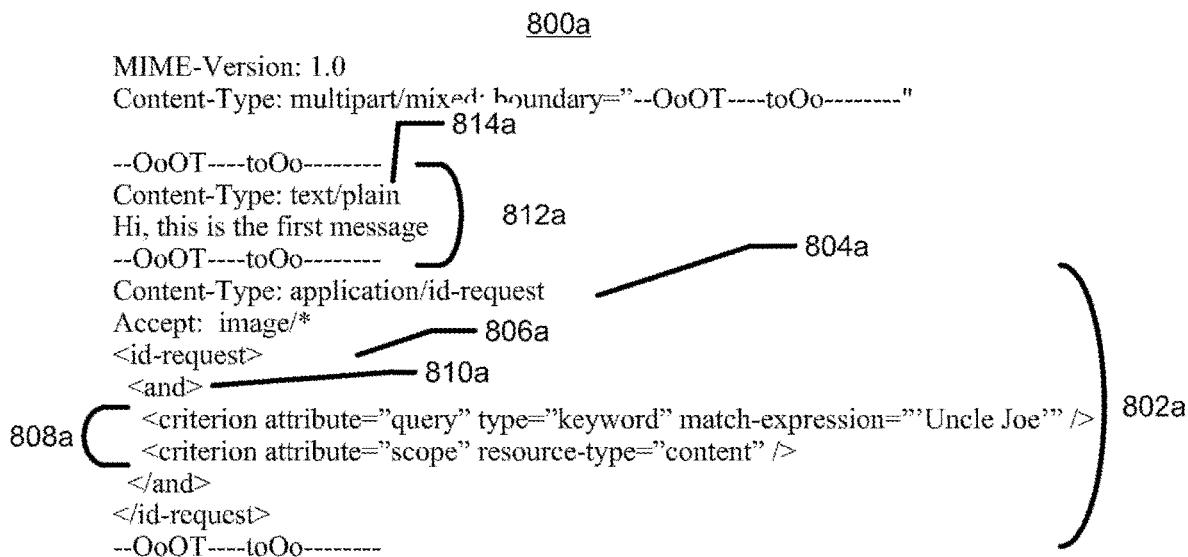 800a
MIME-Version: 1.0
Content-Type: multipart/mixed; boundary=”--OoOT----toOo--------"
814a
--OoOT----toOo--------
Content-Type: text/plain
812a
Hi, this is the first message
--OoOT----toOo--------
804a
Content-Type: application/id-request
Accept: image/*
806a
<id-request>
810a
<and>
802a
808a
<criterion attribute=”query” type=”keyword” match-expression=”’Uncle Joe’” />
<criterion attribute=”scope” resource-type=”content” />
</and>
</id-request>
--OoOT----toOo--------